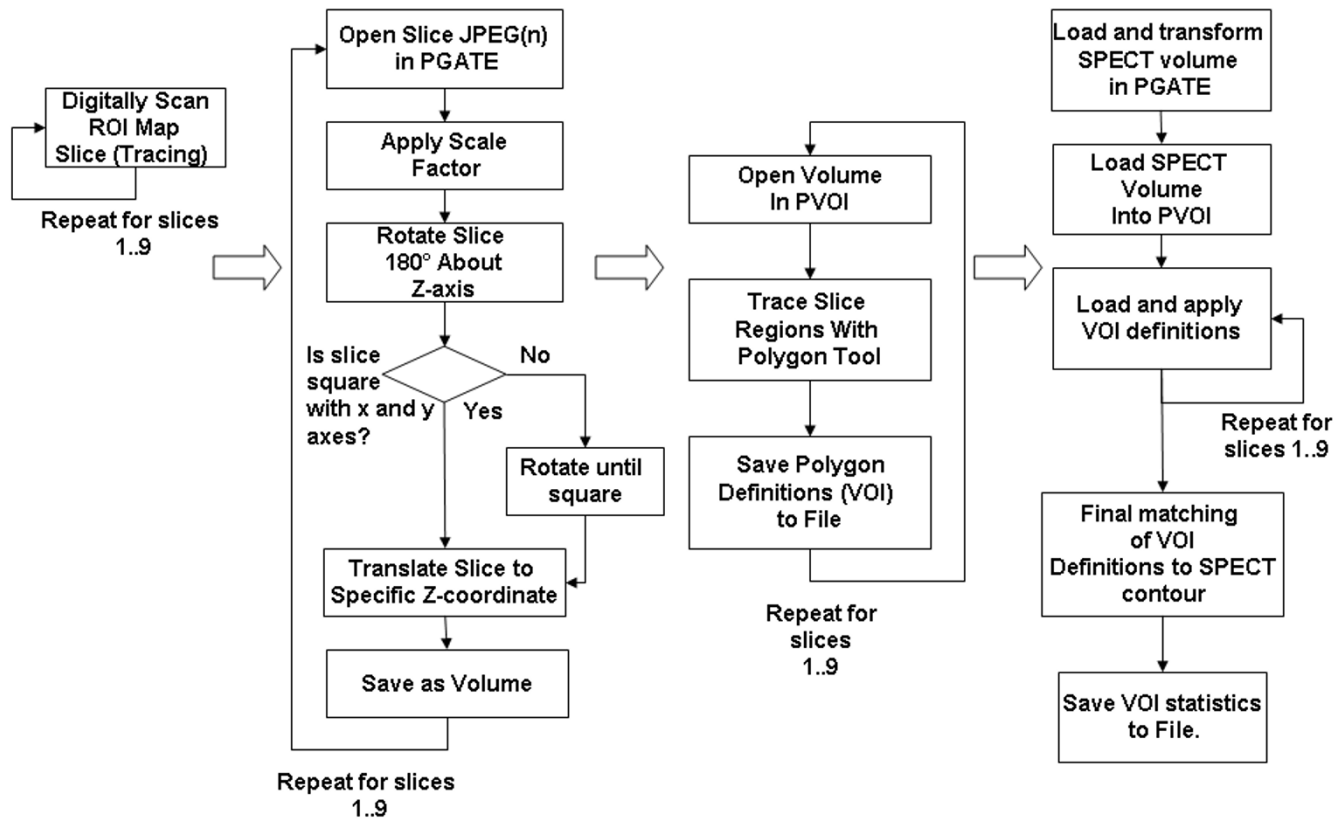 Digitally Scan
ROI Map
Slice (Tracing)
Repeat for slices
1..9
Open Slice JPEG(n)
in PGATE
Apply Scale
Factor
Rotate Slice
180° About
Z-axis
Is slice
square
with x and y
axes?
No
Yes
Rotate until
square
Translate Slice to
Specific Z-coordinate
Save as Volume
Repeat for slices
1..9
Open Volume
In PVOI
Trace Slice
Regions With
Polygon Tool
Save Polygon
Definitions (VOI)
to File
Repeat for
slices
1..9
Load and transform
SPECT volume
in PGATE
Load SPECT
Volume
Into PVOI
Load and apply
VOI definitions
Repeat for
slices 1..9
Final matching
of VOI
Definitions to SPECT
contour
Save VOI statistics
to File.